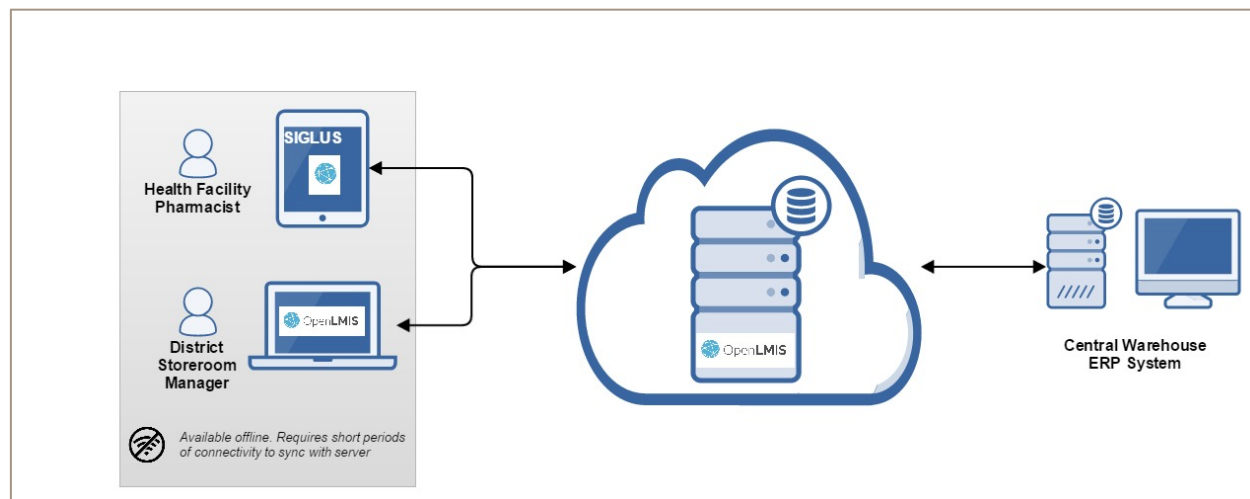 SIGLUS
Health Facility
Pharmacist
OpenLMIS
District
Storeroom
Manager
Available offline. Requires short periods
of connectivity to sync with server
OpenLMIS
Central Warehouse
ERP System